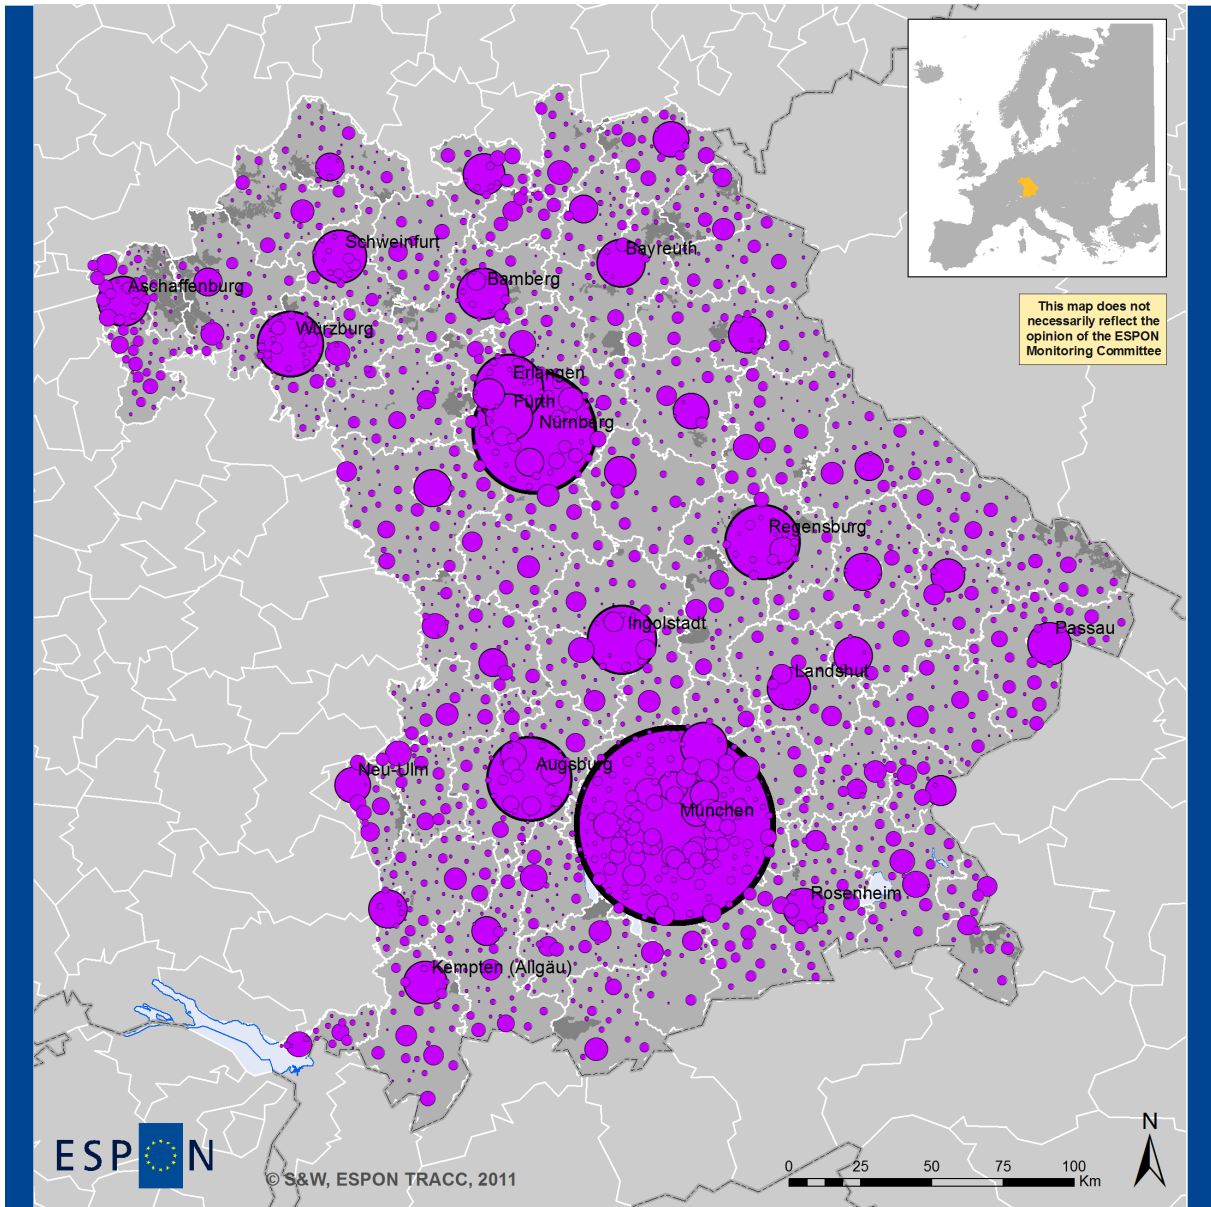 This map does not
necessarily reflect the
opinion of the ESPON
Monitoring Committee
Schweinfurt
Bayreuth
Bamberg
Aschaffenburg
Würzburg
Erlangen
Fürth
Nürnberg
Regensburg
Ingolstadt
Passau
Landshut
Neu-Ulm
Augsburg
München
Rosenheim
Kempten (Allgäu)
N
ESPON
© S&W, ESPON TRACC, 2011
0 25 50 75 100
Km